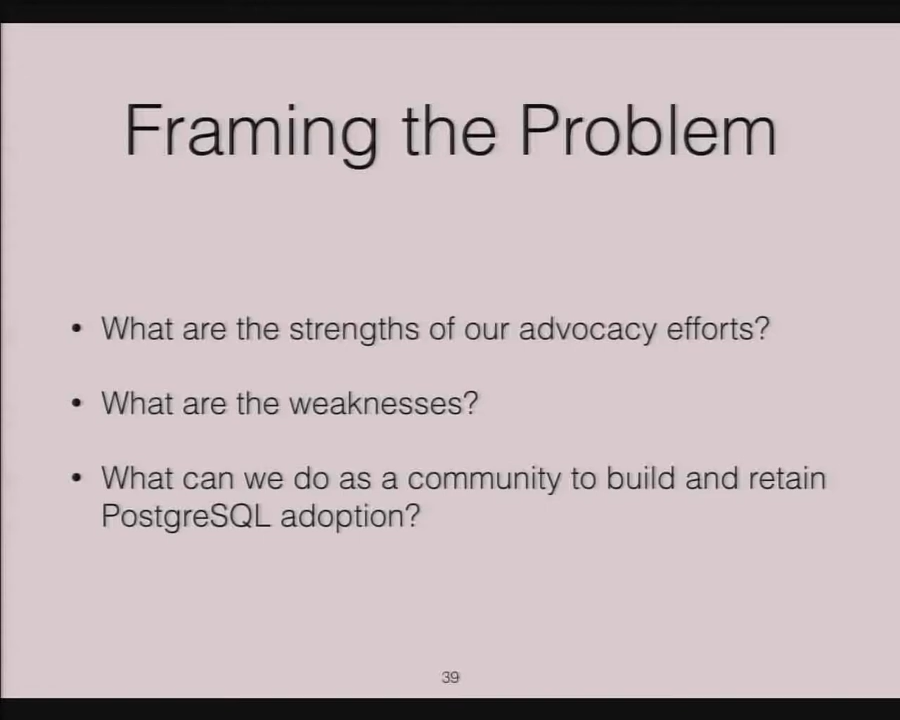 Framing the Problem
• What are the strengths of our advocacy efforts?
• What are the weaknesses?
• What can we do as a community to build and retain
PostgreSQL adoption?
39